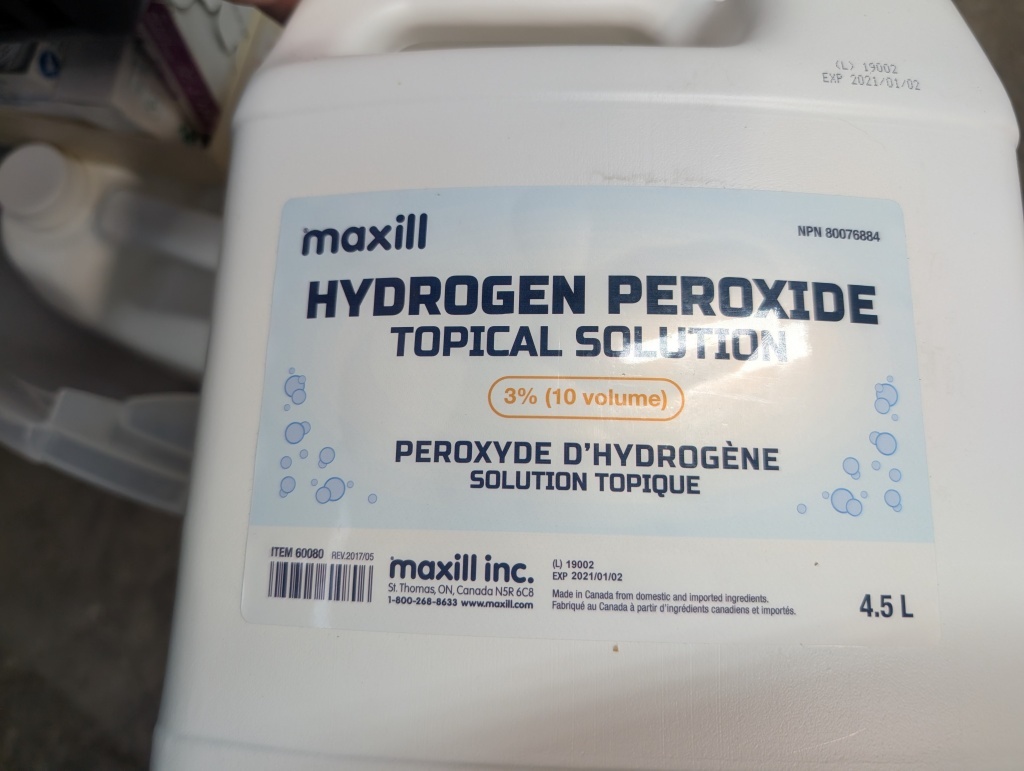 (L) 19002
EXP 2021/01/02
maxill
NPN 80076884
HYDROGEN PEROXIDE
TOPICAL SOLUTION
3% (10 volume)
PEROXYDE D'HYDROGÈNE
SOLUTION TOPIQUE
ITEM 60080 REV.2017/05
maxill inc.
St. Thomas, ON, Canada N5R 6C8
1-800-268-8633 www.maxill.com
(L) 19002
EXP 2021/01/02
Made in Canada from domestic and imported ingredients.
Fabriqué au Canada à partir d'ingrédients canadiens et importés.
4.5 L